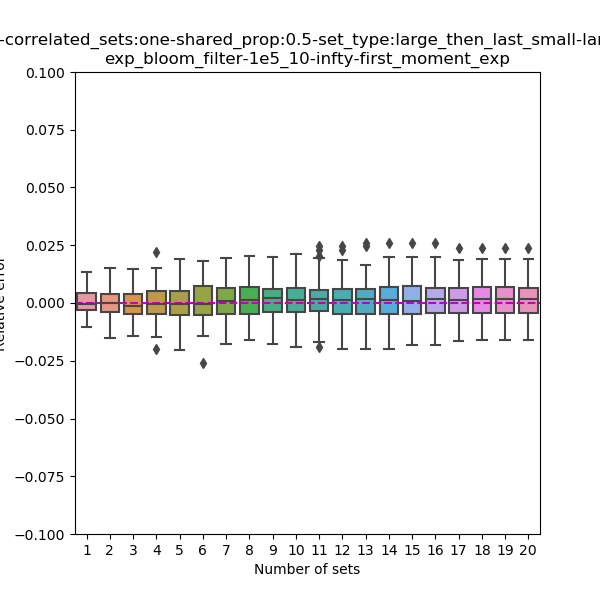 -correlated_sets:one-shared_prop:0.5-set_type:large_then_last_small-lar
exp_bloom_filter-1e5_10-infty-first_moment_exp
0.100
0.075
0.050
0.025
0.000
−0.025
−0.050
−0.075
−0.100
Relative error
1 2 3 4 5 6 7 8 9 10 11 12 13 14 15 16 17 18 19 20
Number of sets